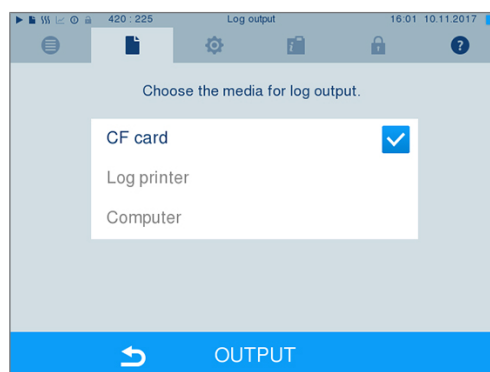 420 : 225 Log output 16:01 10.11.2017
Choose the media for log output.
CF card
Log printer
Computer
OUTPUT